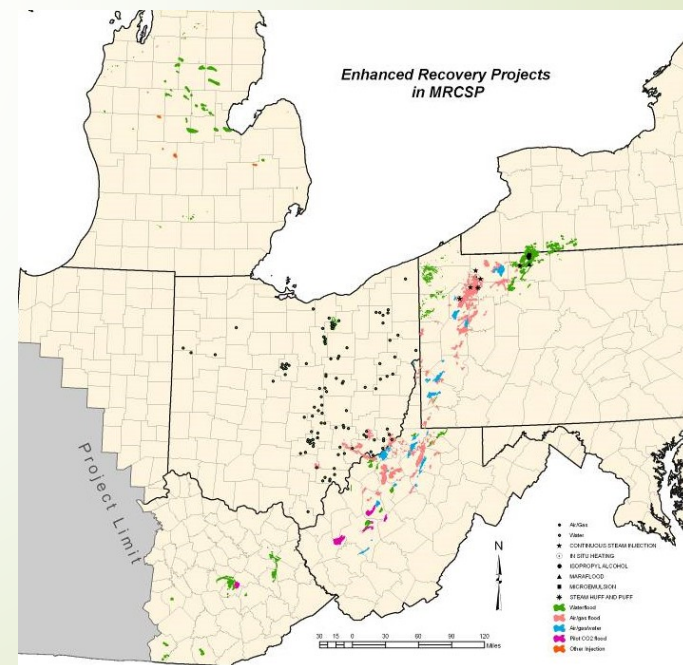 Enhanced Recovery Projects
in MRCSP
Project Limit
N
Air/Gas
Water
CONTINUOUS STEAM INJECTION
IN SITU HEATING
ISOPROPYL ALCOHOL
MARAFLOOD
MICROEMULSION
STEAM HUFF AND PUFF
Waterflood
Air/gas flood
Air/gas/water
Pilot CO2 flood
Other Injection
30 15 0 30 60 90 120
Miles